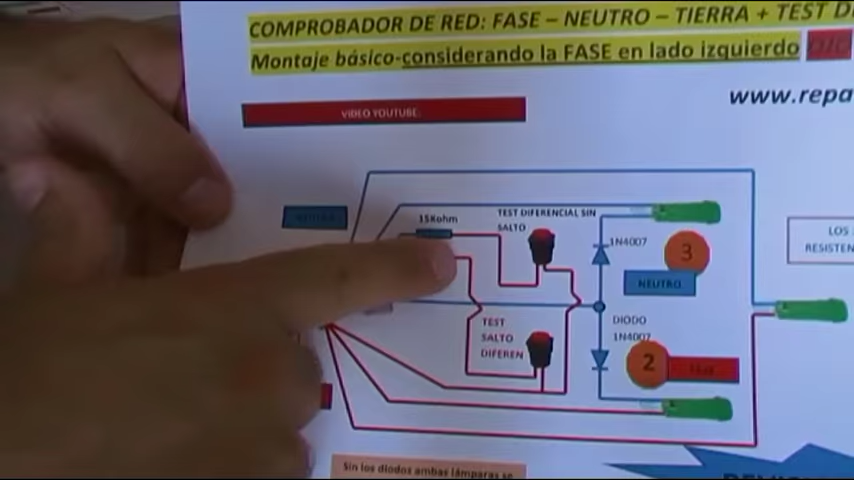 COMPROBADOR DE RED: FASE – NEUTRO – TIERRA + TEST D
Montaje básico-considerando la FASE en lado izquierdo
VIDEO YOUTUBE:
www.repa
15Kohm
TEST DIFERENCIAL SIN
SALTO
1N4007
3
NEUTRO
LOS
RESISTEN
TEST
SALTO
DIFEREN
DIODO
1N4007
2
FASE
Sin los diodos ambas lámparas se